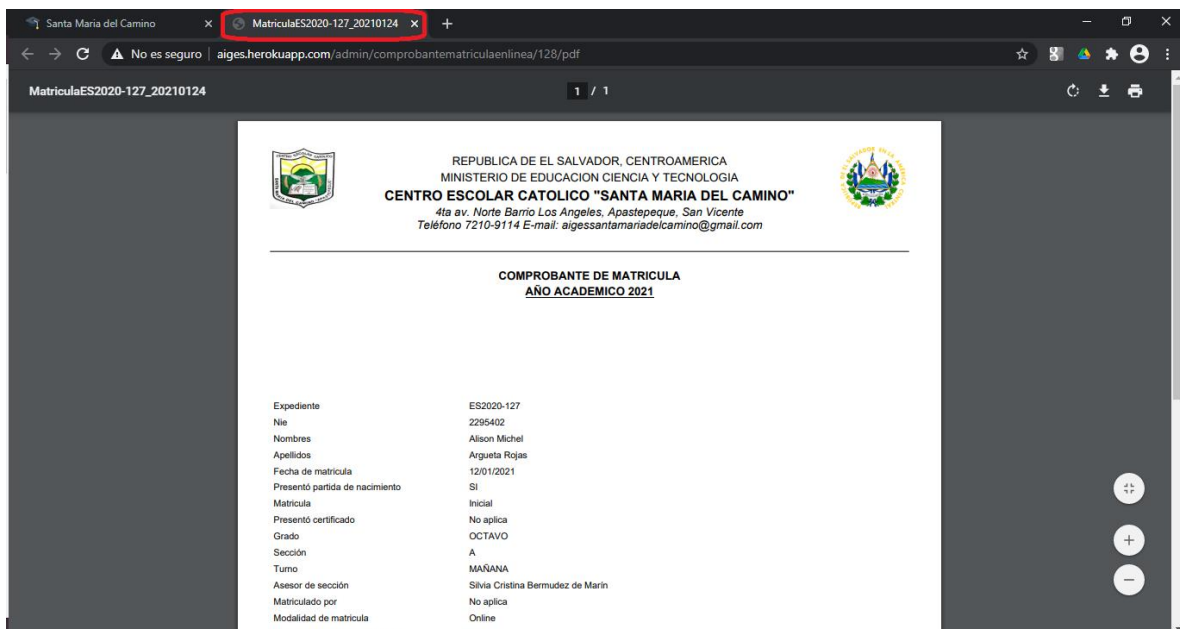 Santa Maria del Camino
MatriculaES2020-127_20210124
No es seguro
aiges.herokuapp.com/admin/comprobantematriculaenlinea/128/pdf
MatriculaES2020-127_20210124
1 / 1
REPUBLICA DE EL SALVADOR, CENTROAMERICA
MINISTERIO DE EDUCACION CIENCIA Y TECNOLOGIA
CENTRO ESCOLAR CATOLICO "SANTA MARIA DEL CAMINO"
4ta av. Norte Barrio Los Angeles, Apastepeque, San Vicente
Teléfono 7210-9114 E-mail: aigessantamariadelcamino@gmail.com
COMPROBANTE DE MATRICULA
AÑO ACADEMICO 2021
Expediente ES2020-127
Nie 2295402
Nombres Alison Michel
Apellidos Argueta Rojas
Fecha de matricula 12/01/2021
Presentó partida de nacimiento SI
Matricula Inicial
Presentó certificado No aplica
Grado OCTAVO
Sección A
Turno MAÑANA
Asesor de sección Silvia Cristina Bermudez de Marín
Matriculado por No aplica
Modalidad de matricula Online